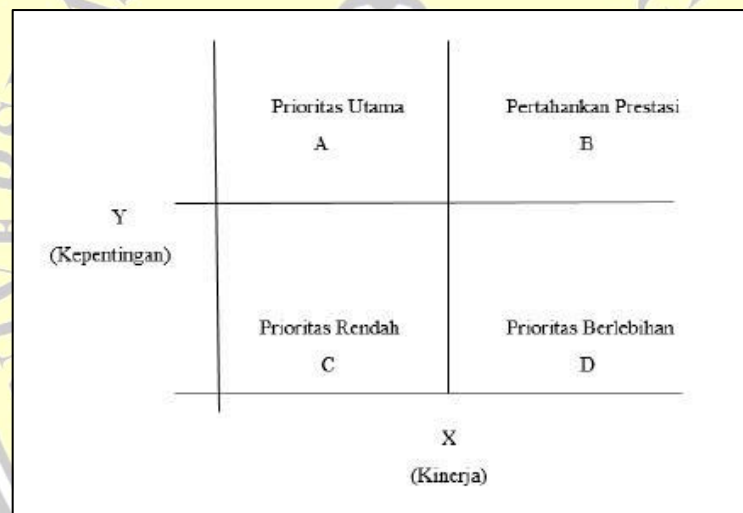 Prioritas Utama
A
Pertahankan Prestasi
B
Y
(Kepentingan)
Prioritas Rendah
C
Prioritas Berlebihan
D
X
(Kinerja)